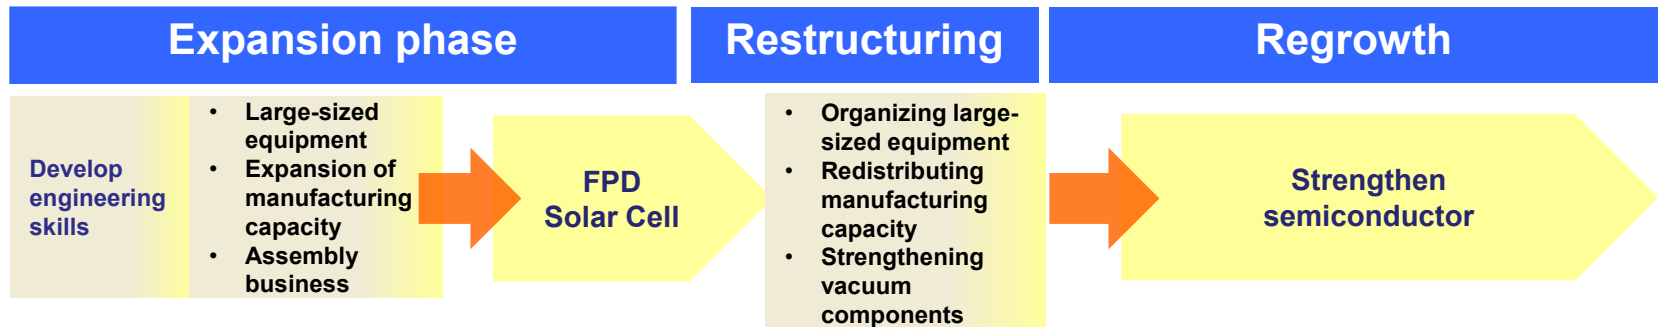 Expansion phase
Restructuring
Regrowth
Develop
engineering
skills
• Large-sized
equipment
• Expansion of
manufacturing
capacity
• Assembly
business
FPD
Solar Cell
• Organizing large-
sized equipment
• Redistributing
manufacturing
capacity
• Strengthening
vacuum
components
Strengthen
semiconductor